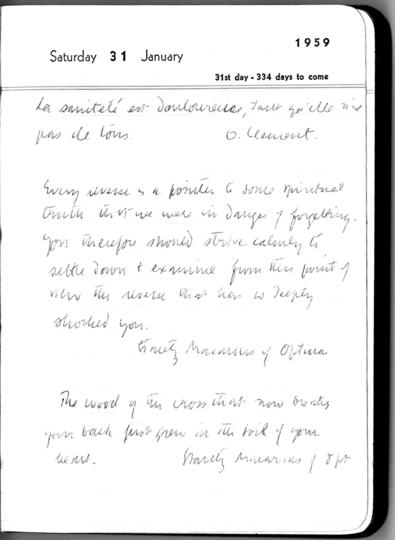 1959
Saturday 31 January
31st day - 334 days to come
La sainteté est douloureuse, tant qu'elle n'est
pas de tous. O. Clement.
Every reverse is a pointer to some spiritual
truth that we were in danger of forgetting.
You therefore should strive calmly to
settle down & examine from this point of
view the reverse that has so deeply
shocked you.
Staretz Macarius of Optina
The wood of the cross that now breaks
your back first grew in the soil of your
heart. Staretz Macarius of Opt